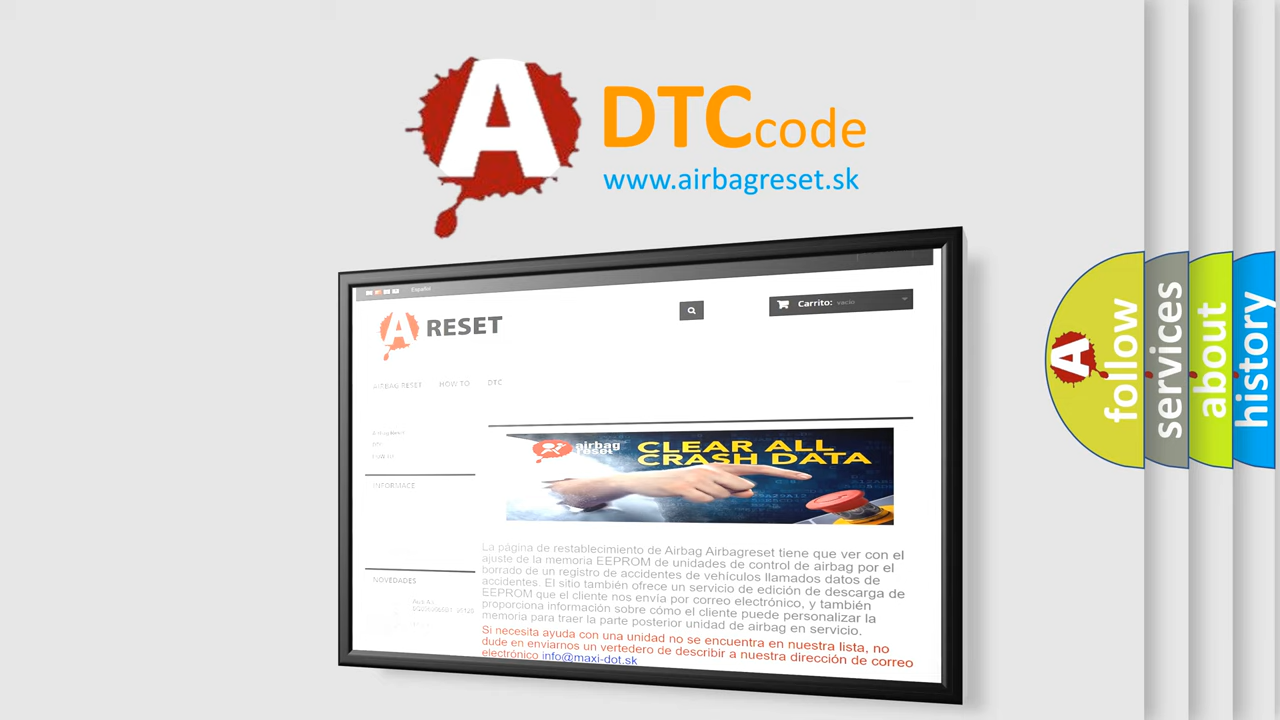 A
DTCcode
www.airbagreset.sk
Español
A RESET
Carrito: vacío
AIRBAG RESET HOW TO DTC
INFORMACE
airbag
reset
CLEAR ALL
CRASH DATA
La página de restablecimiento de Airbag Airbagreset tiene que ver con el
ajuste de la memoria EEPROM de unidades de control de airbag por el
borrado de un registro de accidentes de vehículos llamados datos de
accidentes. El sitio también ofrece un servicio de edición de descarga de
EEPROM que el cliente nos envía por correo electrónico, y también
proporciona información sobre cómo el cliente puede personalizar la
memoria para traer la parte posterior unidad de airbag en servicio.
Si necesita ayuda con una unidad no se encuentra en nuestra lista, no
dude en enviarnos un vertedero de describir a nuestra dirección de correo
electrónico info@maxi-dot.sk
NOVEDADES
A
follow
services
about
history